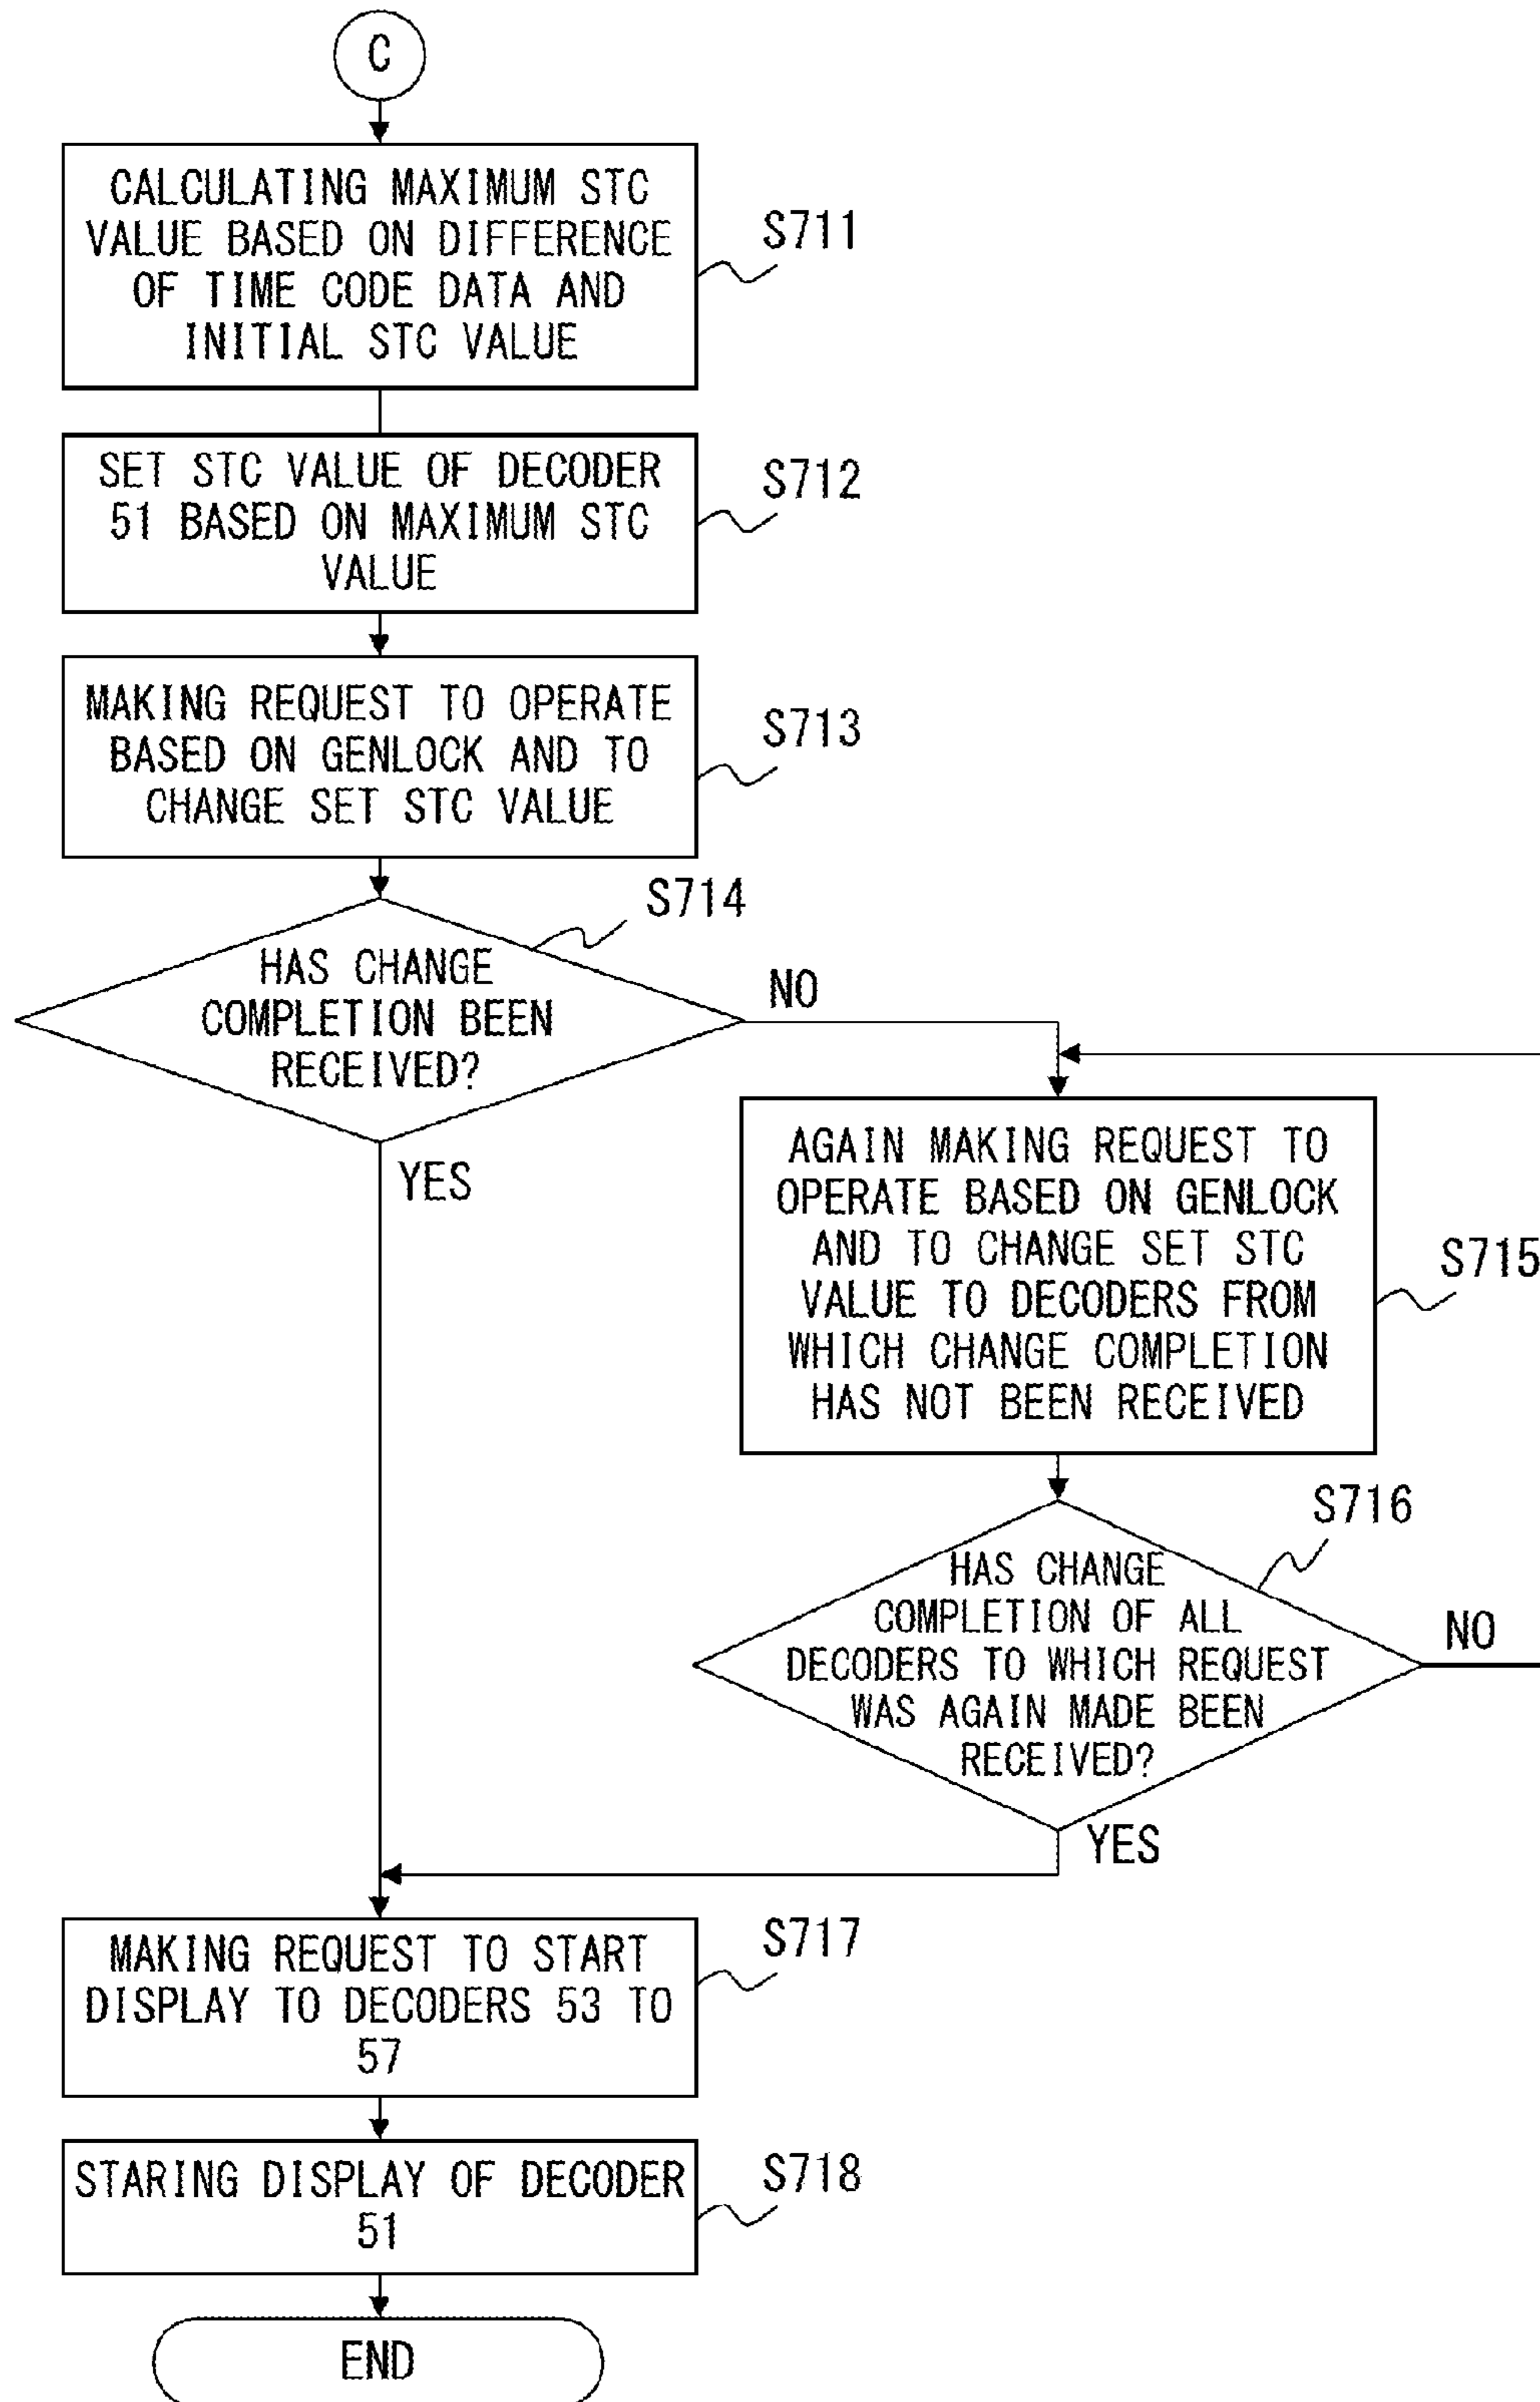 C
CALCULATING MAXIMUM STC
VALUE BASED ON DIFFERENCE
OF TIME CODE DATA AND
INITIAL STC VALUE
S711
SET STC VALUE OF DECODER
51 BASED ON MAXIMUM STC
VALUE
S712
MAKING REQUEST TO OPERATE
BASED ON GENLOCK AND TO
CHANGE SET STC VALUE
S713
S714
HAS CHANGE
COMPLETION BEEN
RECEIVED?
NO
YES
AGAIN MAKING REQUEST TO
OPERATE BASED ON GENLOCK
AND TO CHANGE SET STC
VALUE TO DECODERS FROM
WHICH CHANGE COMPLETION
HAS NOT BEEN RECEIVED
S715
S716
HAS CHANGE
COMPLETION OF ALL
DECODERS TO WHICH REQUEST
WAS AGAIN MADE BEEN
RECEIVED?
NO
YES
MAKING REQUEST TO START
DISPLAY TO DECODERS 53 TO
57
S717
STARING DISPLAY OF DECODER
51
S718
END